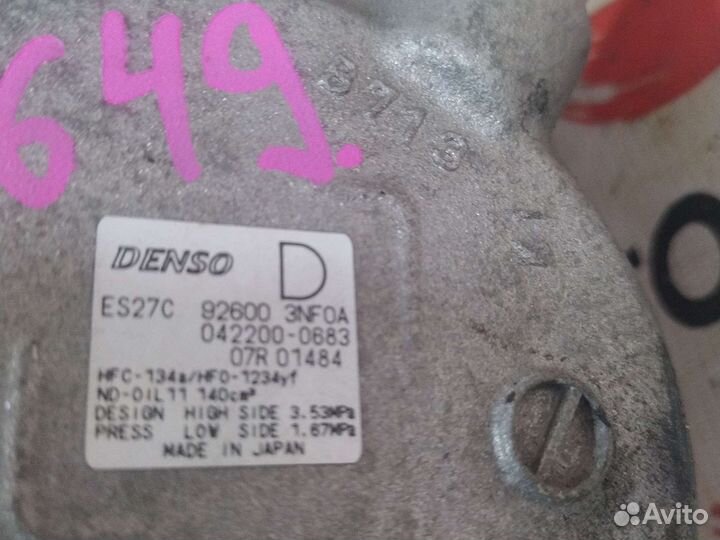 649.
3713
DENSO D
ES27C 92600 3NF0A
042200-0683
07R 01484
HFC-134a/HFO-1234yf
ND-OIL11 140cm³
DESIGN HIGH SIDE 3.53MPa
PRESS LOW SIDE 1.67MPa
MADE IN JAPAN
Avito